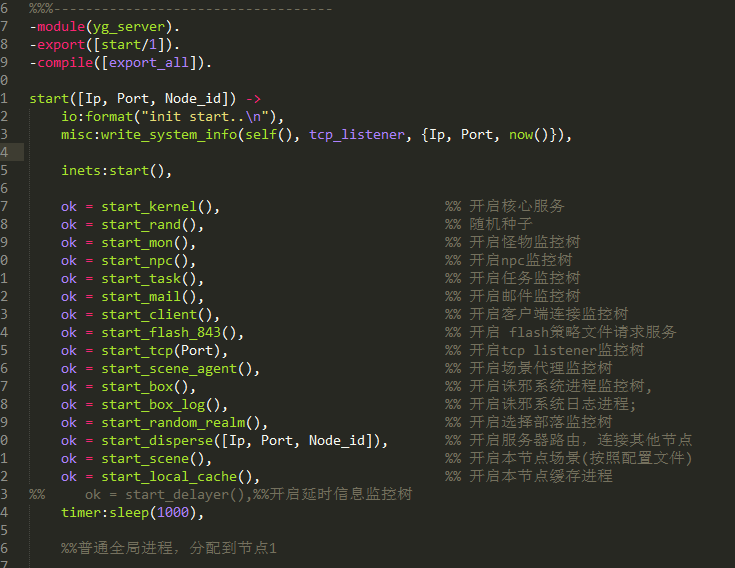 6 %%%-----------------------------------
7 -module(yg_server).
8 -export([start/1]).
9 -compile([export_all]).
0
1 start([Ip, Port, Node_id]) ->
2     io:format("init start..\n"),
3     misc:write_system_info(self(), tcp_listener, {Ip, Port, now()}),
4
5     inets:start(),
6
7     ok = start_kernel(),                            %% 开启核心服务
8     ok = start_rand(),                              %% 随机种子
9     ok = start_mon(),                               %% 开启怪物监控树
0     ok = start_npc(),                               %% 开启npc监控树
1     ok = start_task(),                              %% 开启任务监控树
2     ok = start_mail(),                              %% 开启邮件监控树
3     ok = start_client(),                            %% 开启客户端连接监控树
4     ok = start_flash_843(),                         %% 开启 flash策略文件请求服务
5     ok = start_tcp(Port),                           %% 开启tcp listener监控树
6     ok = start_scene_agent(),                       %% 开启场景代理监控树
7     ok = start_box(),                               %% 开启诛邪系统进程监控树,
8     ok = start_box_log(),                           %% 开启诛邪系统日志进程;
9     ok = start_random_realm(),                      %% 开启选择部落监控树
0     ok = start_disperse([Ip, Port, Node_id]),       %% 开启服务器路由，连接其他节点
1     ok = start_scene(),                             %% 开启本节点场景(按照配置文件)
2     ok = start_local_cache(),                       %% 开启本节点缓存进程
3 %%     ok = start_delayer(),%%开启延时信息监控树
4     timer:sleep(1000),
5
6     %%普通全局进程，分配到节点1
7